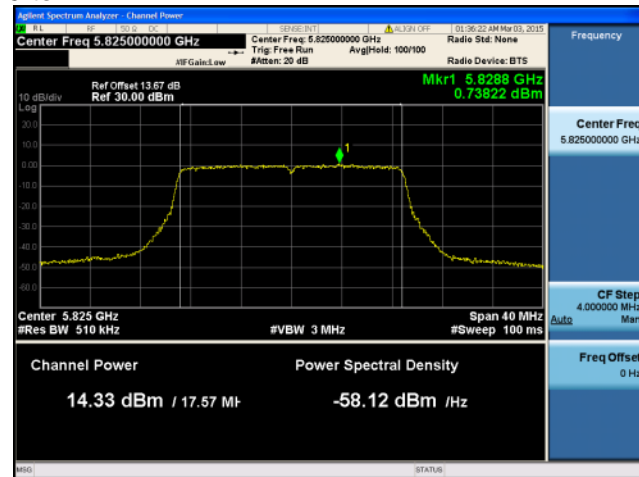 Agilent Spectrum Analyzer - Channel Power
RL RF 50 Ω DC SENSE:INT ALIGN OFF 01:36:22 AM Mar 03, 2015
Center Freq 5.825000000 GHz
Center Freq: 5.825000000 GHz
Radio Std: None
Trig: Free Run Avg|Hold: 100/100
#IFGain:Low #Atten: 20 dB Radio Device: BTS
Frequency
Mkr1 5.8288 GHz
0.73822 dBm
Ref Offset 13.67 dB
10 dB/div Ref 30.00 dBm
Log
20.0
10.0
0.00
-10.0
-20.0
-30.0
-40.0
-50.0
-60.0
1
Center Freq
5.825000000 GHz
Center 5.825 GHz Span 40 MHz
#Res BW 510 kHz #VBW 3 MHz #Sweep 100 ms
CF Step
4.000000 MHz
Auto Man
Channel Power Power Spectral Density
14.33 dBm / 17.57 MH -58.12 dBm /Hz
Freq Offset
0 Hz
MSG STATUS